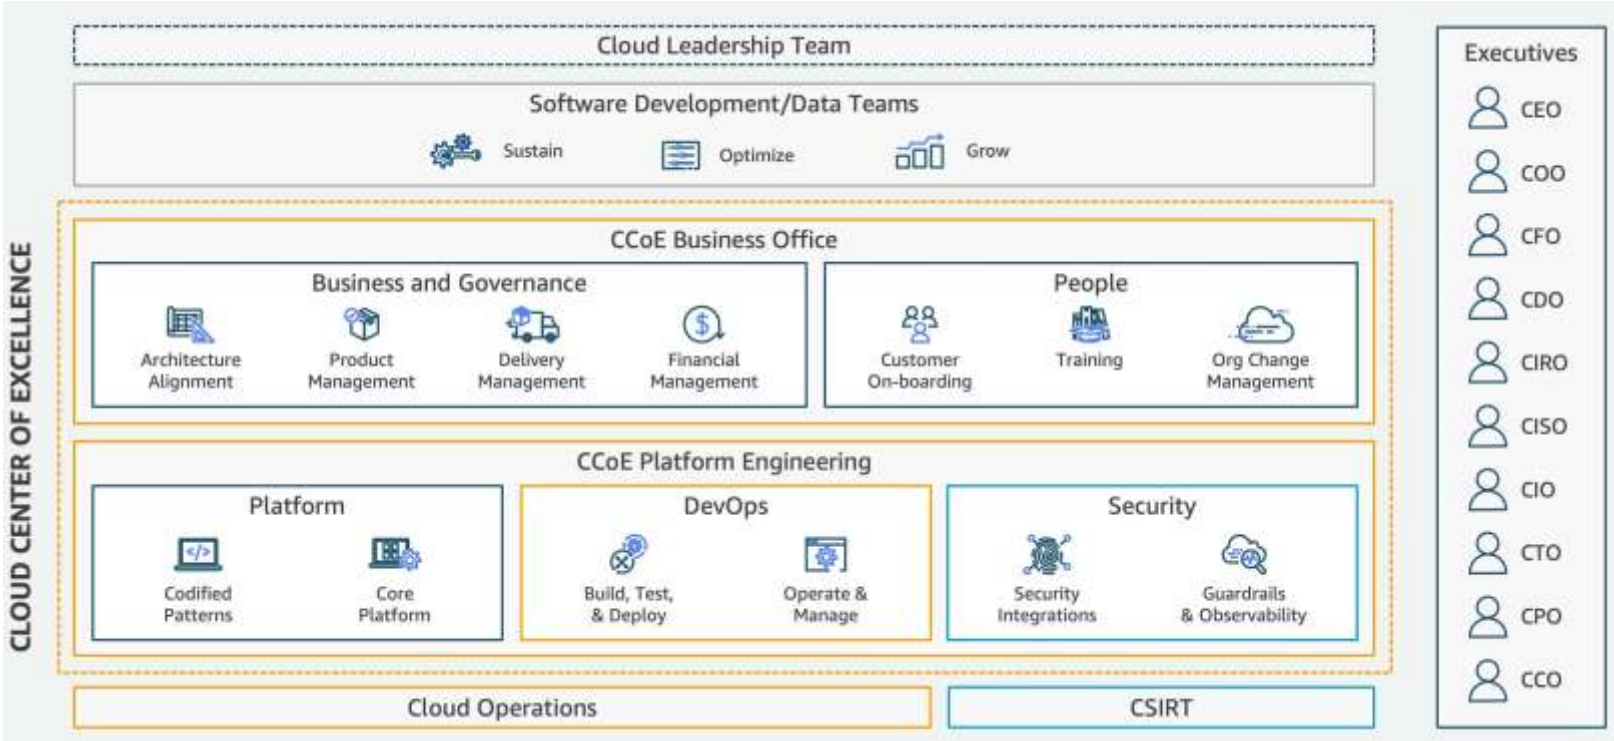 Cloud Leadership Team
Software Development/Data Teams
Sustain
Optimize
Grow
CLOUD CENTER OF EXCELLENCE
CCoE Business Office
Business and Governance
Architecture
Alignment
Product
Management
Delivery
Management
Financial
Management
People
Customer
On-boarding
Training
Org Change
Management
CCoE Platform Engineering
Platform
Codified
Patterns
Core
Platform
DevOps
Build, Test,
& Deploy
Operate &
Manage
Security
Security
Integrations
Guardrails
& Observability
Cloud Operations
CSIRT
Executives
CEO
COO
CFO
CDO
CIRO
CISO
CIO
CTO
CPO
CCO